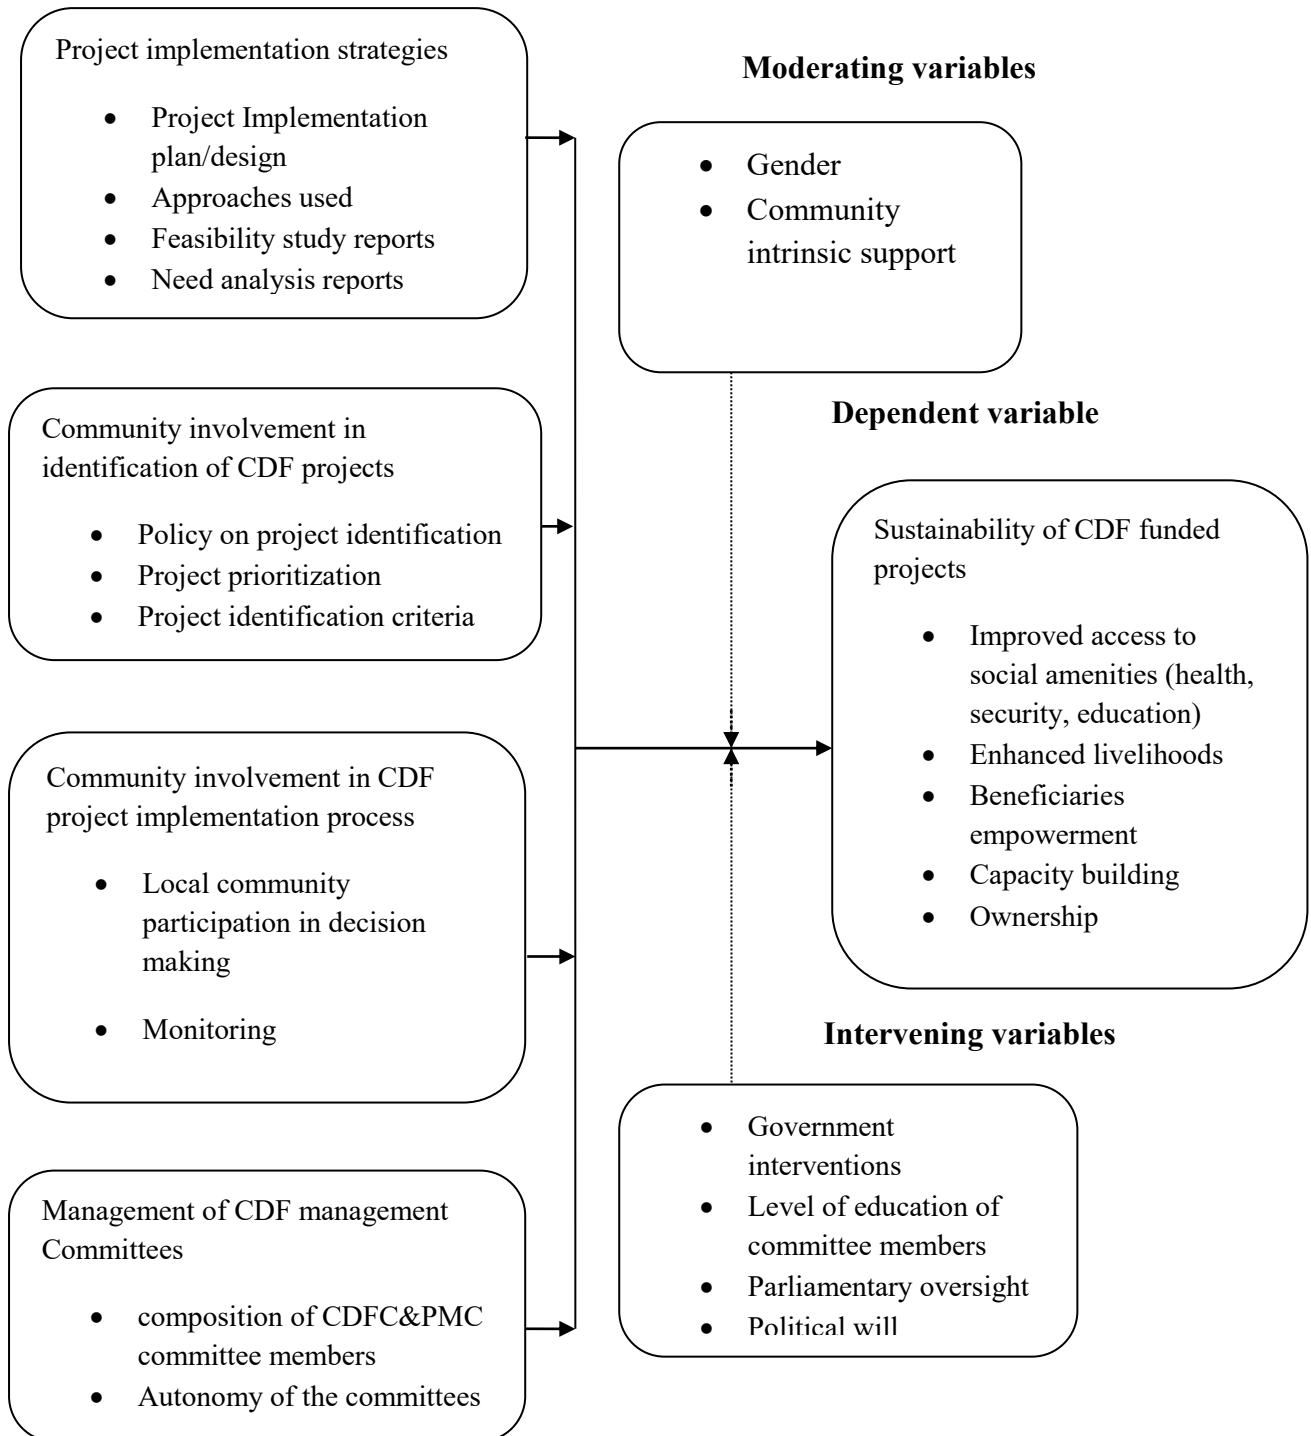 Project implementation strategies
• Project Implementation
plan/design
• Approaches used
• Feasibility study reports
• Need analysis reports
Community involvement in
identification of CDF projects
• Policy on project identification
• Project prioritization
• Project identification criteria
Community involvement in CDF
project implementation process
• Local community
participation in decision
making
• Monitoring
Management of CDF management
Committees
• composition of CDFC&PMC
committee members
• Autonomy of the committees
Moderating variables
• Gender
• Community
intrinsic support
Dependent variable
Sustainability of CDF funded
projects
• Improved access to
social amenities (health,
security, education)
• Enhanced livelihoods
• Beneficiaries
empowerment
• Capacity building
• Ownership
Intervening variables
• Government
interventions
• Level of education of
committee members
• Parliamentary oversight
• Political will